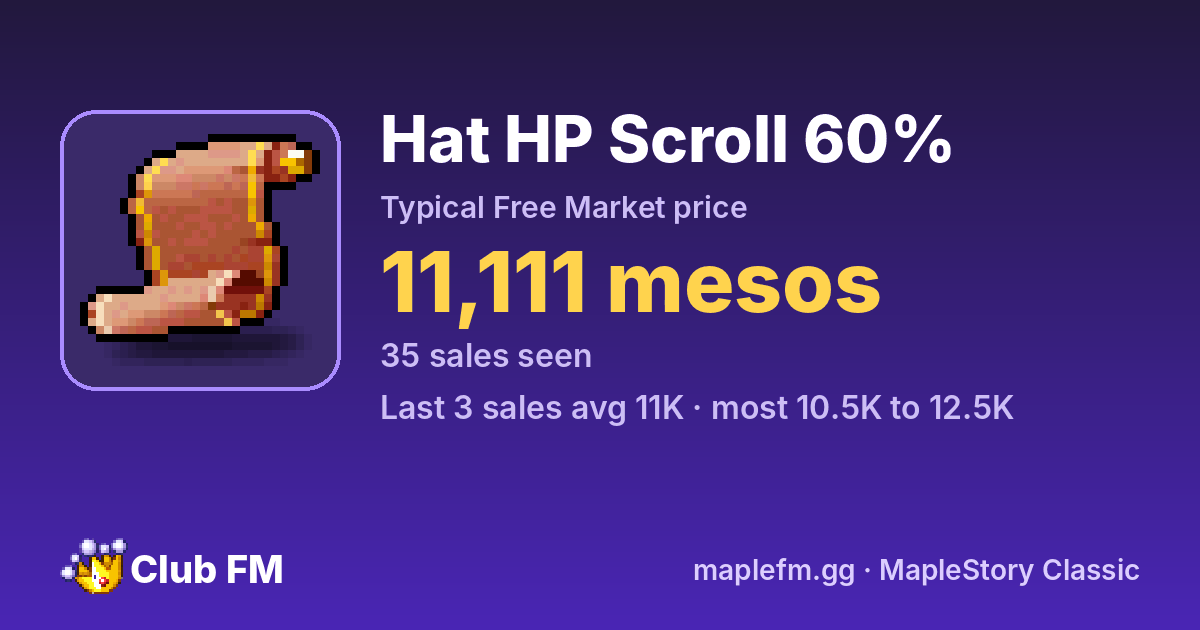 Hat HP Scroll 60%
Typical Free Market price
11,111 mesos
35 sales seen
Last 3 sales avg 11K · most 10.5K to 12.5K
Club FM
maplefm.gg · MapleStory Classic